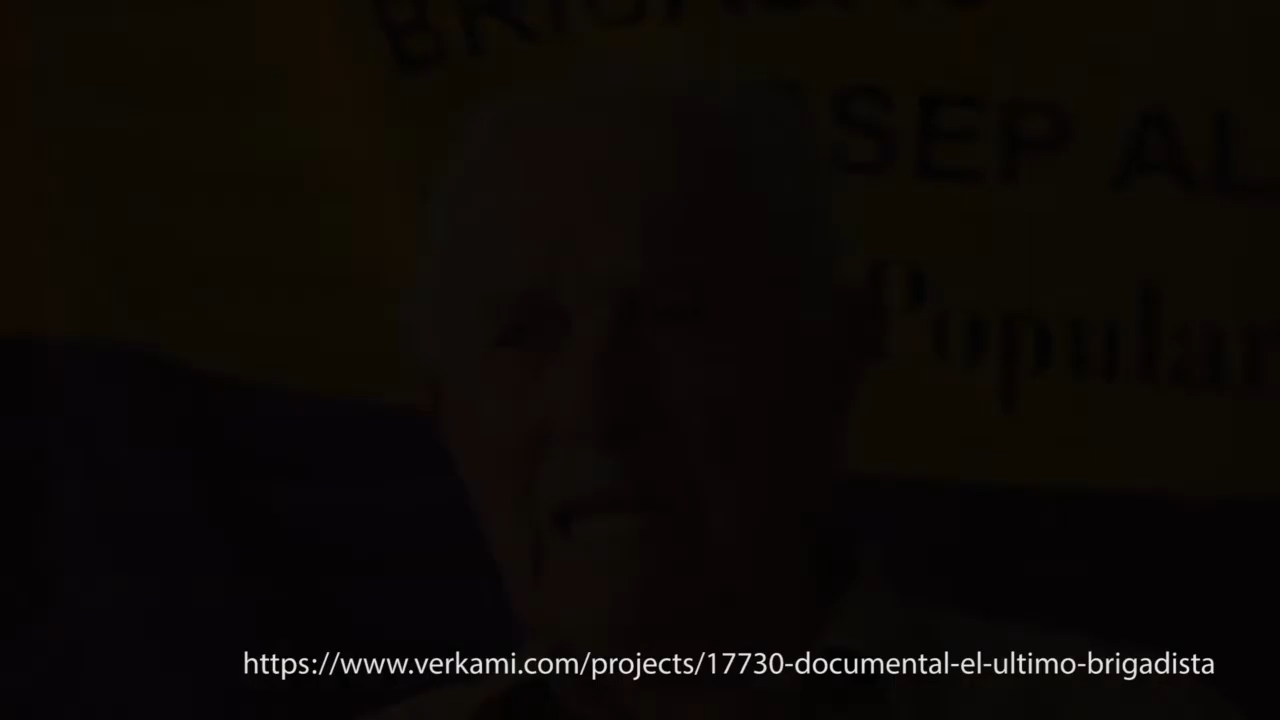 SEP AL
Popular
https://www.verkami.com/projects/17730-documental-el-ultimo-brigadista